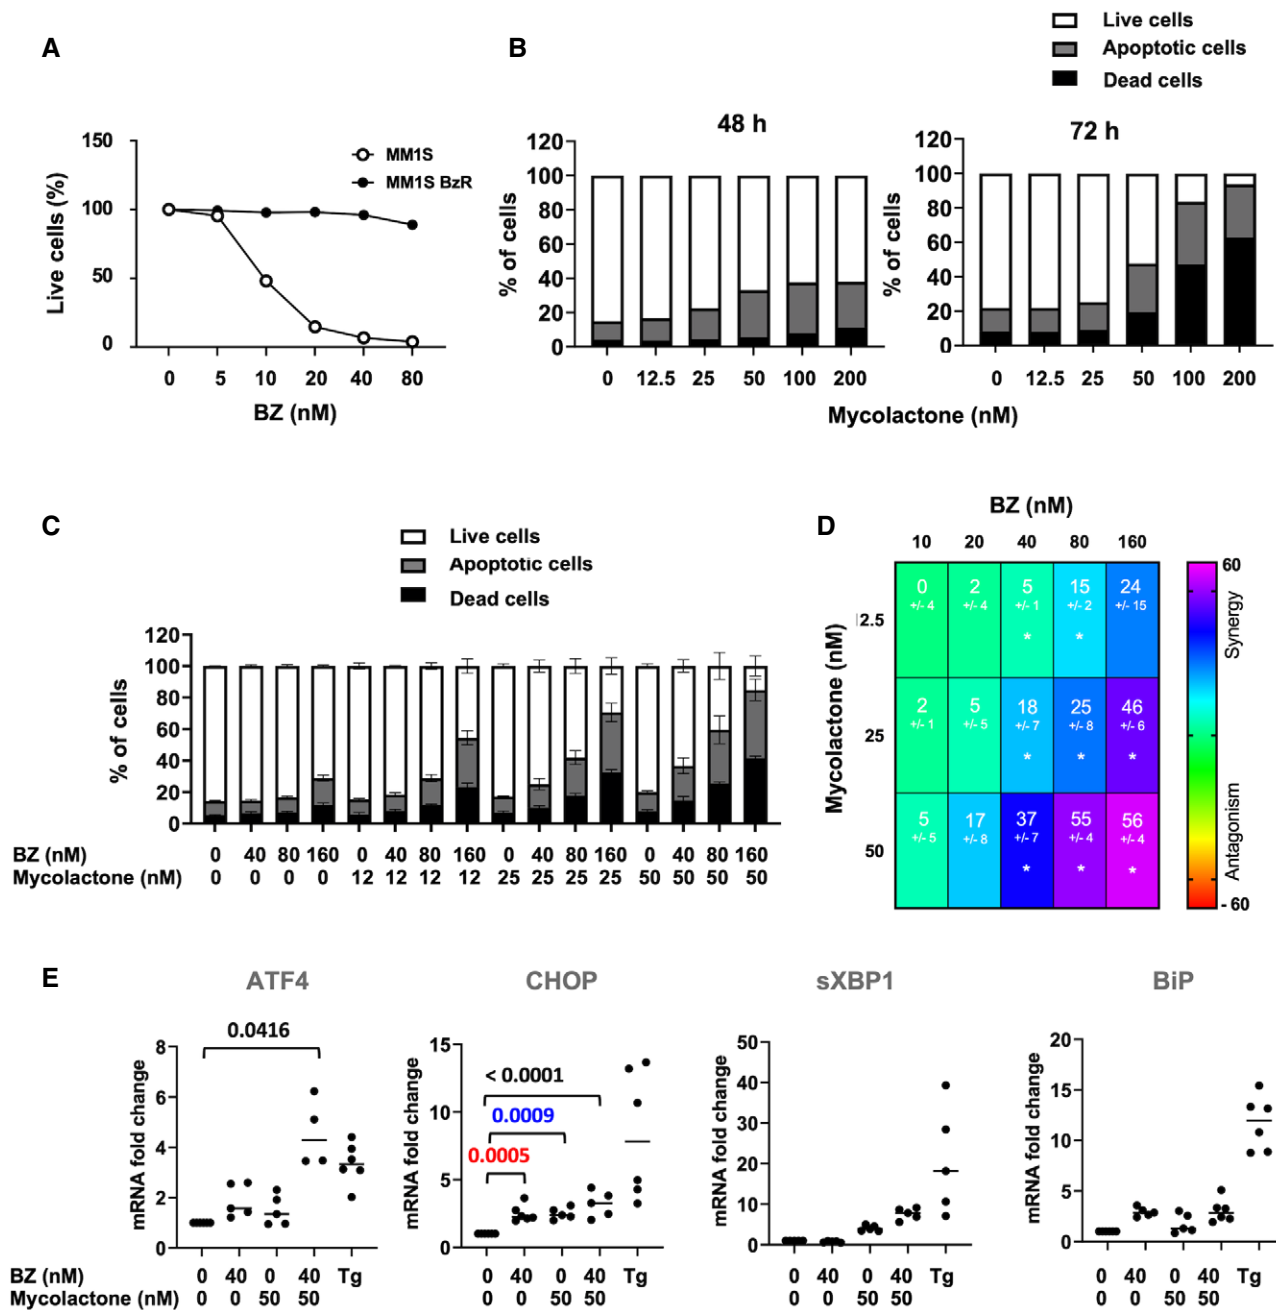 A
150
100
50
0
Live cells (%)
MM1S
MM1S BzR
0 5 10 20 40 80
BZ (nM)
B
Live cells
Apoptotic cells
Dead cells
48 h
120
100
80
60
40
20
0
% of cells
0 12.5 25 50 100 200
72 h
120
100
80
60
40
20
0
% of cells
0 12.5 25 50 100 200
Mycolactone (nM)
C
Live cells
Apoptotic cells
Dead cells
120
100
80
60
40
20
0
% of cells
BZ (nM) 0 40 80 160 0 40 80 160 0 40 80 160 0 40 80 160
Mycolactone (nM) 0 0 0 0 12 12 12 12 25 25 25 25 50 50 50 50
D
BZ (nM)
10 20 40 80 160
Mycolactone (nM)
2.5
25
50
0 2 5 15 24
+/- 4 +/- 4 +/- 1 +/- 2 +/- 15
* *
2 5 18 25 46
+/- 1 +/- 5 +/- 7 +/- 8 +/- 6
* * *
5 17 37 55 56
+/- 5 +/- 8 +/- 7 +/- 4 +/- 4
* * *
60
Synergy
Antagonism
- 60
E
ATF4
mRNA fold change
8
6
4
2
0
0.0416
CHOP
mRNA fold change
15
10
5
0
< 0.0001
0.0009
0.0005
sXBP1
mRNA fold change
50
40
30
20
10
0
BiP
mRNA fold change
20
15
10
5
0
BZ (nM) 0 40 0 40 Tg 0 40 0 40 Tg 0 40 0 40 Tg 0 40 0 40 Tg
Mycolactone (nM) 0 0 50 50 0 0 50 50 0 0 50 50 0 0 50 50